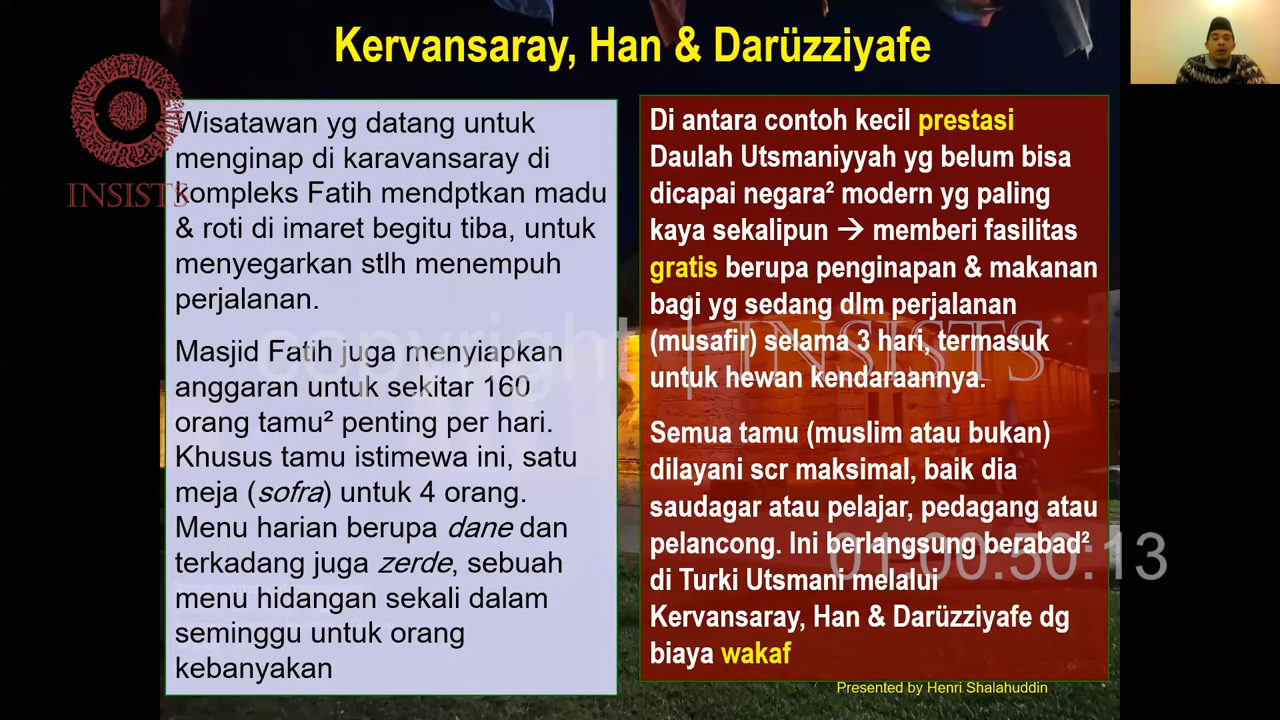 Kervansaray, Han & Darüzziyafe
INSISTS
Wisatawan yg datang untuk
menginap di karavansaray di
kompleks Fatih mendptkan madu
& roti di imaret begitu tiba, untuk
menyegarkan stlh menempuh
perjalanan.
Masjid Fatih juga menyiapkan
anggaran untuk sekitar 160
orang tamu² penting per hari.
Khusus tamu istimewa ini, satu
meja (sofra) untuk 4 orang.
Menu harian berupa dane dan
terkadang juga zerde, sebuah
menu hidangan sekali dalam
seminggu untuk orang
kebanyakan
Di antara contoh kecil prestasi
Daulah Utsmaniyyah yg belum bisa
dicapai negara² modern yg paling
kaya sekalipun → memberi fasilitas
gratis berupa penginapan & makanan
bagi yg sedang dlm perjalanan
(musafir) selama 3 hari, termasuk
untuk hewan kendaraannya.
Semua tamu (muslim atau bukan)
dilayani scr maksimal, baik dia
saudagar atau pelajar, pedagang atau
pelancong. Ini berlangsung berabad²
di Turki Utsmani melalui
Kervansaray, Han & Darüzziyafe dg
biaya wakaf
copyright | INSISTS
01:00:50:13
Presented by Henri Shalahuddin